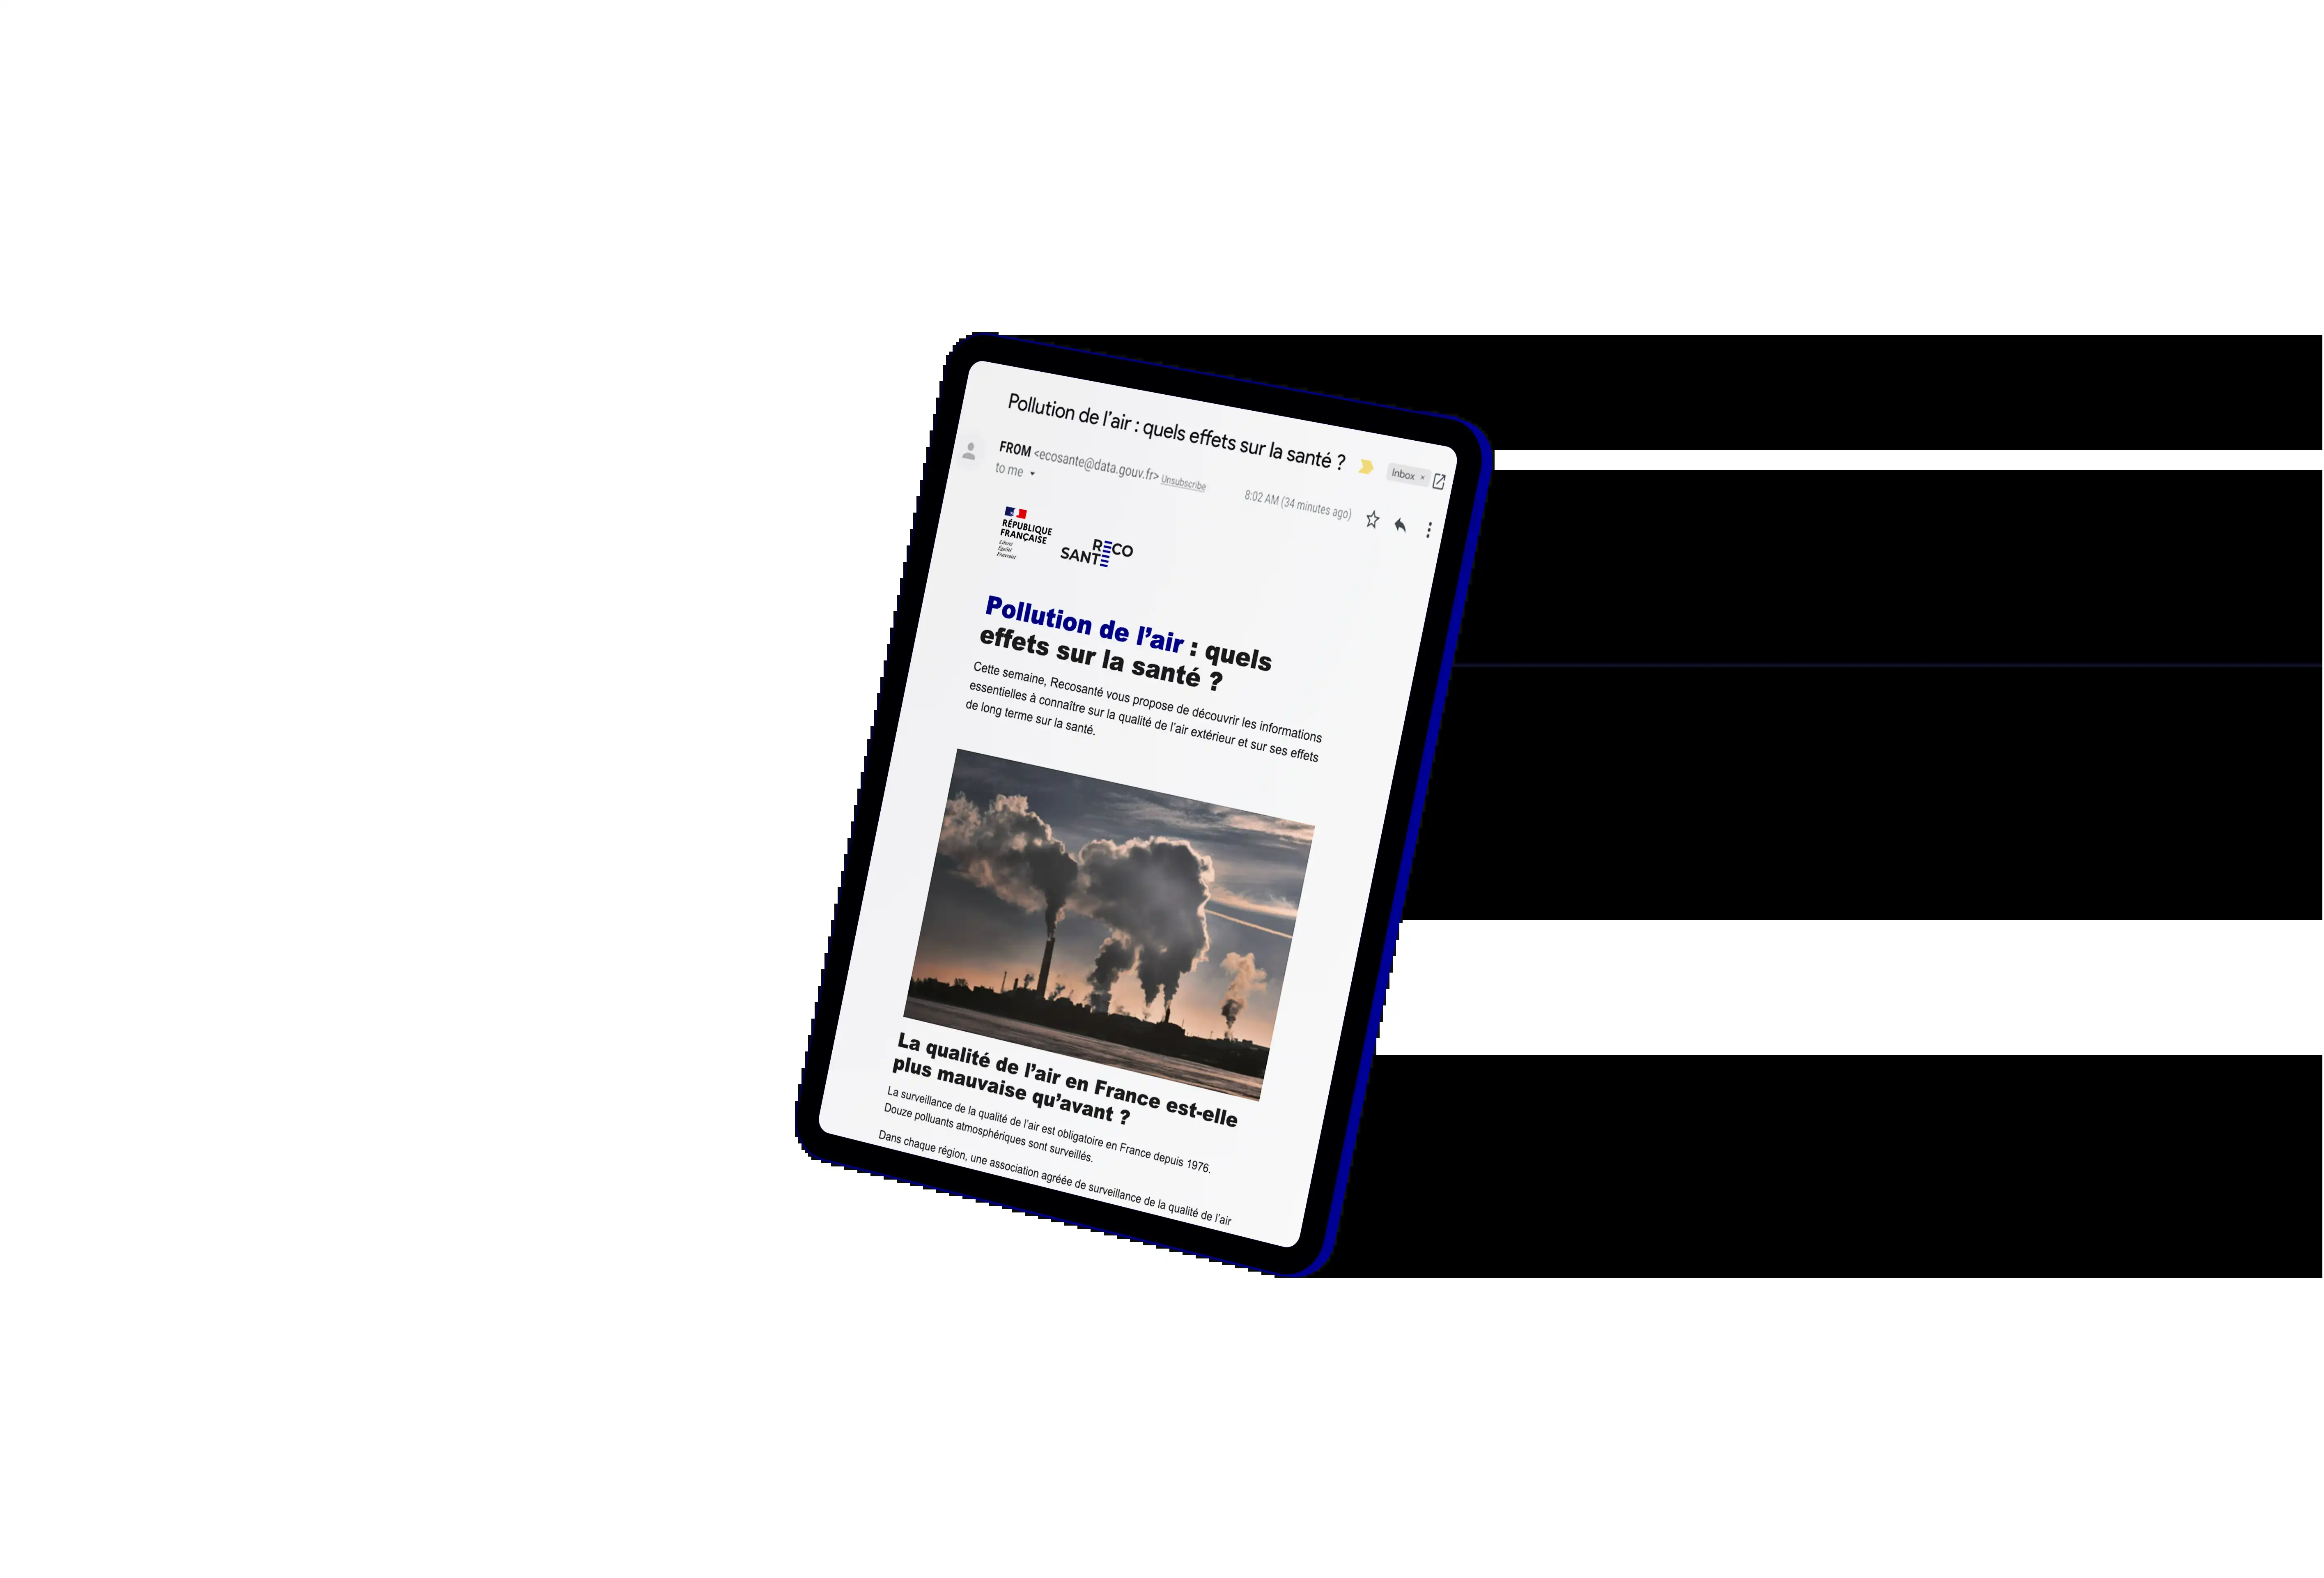 Pollution de l'air : quels effets sur la santé ?
Inbox ×
FROM <ecosante@data.gouv.fr> Unsubscribe
8:02 AM (34 minutes ago)
to me
RÉPUBLIQUE
FRANÇAISE
Liberté
Égalité
Fraternité
RECO
SANTÉ
Pollution de l'air : quels
effets sur la santé ?
Cette semaine, Recosanté vous propose de découvrir les informations
essentielles à connaître sur la qualité de l'air extérieur et sur ses effets
de long terme sur la santé.
La qualité de l'air en France est-elle
plus mauvaise qu'avant ?
La surveillance de la qualité de l'air est obligatoire en France depuis 1976.
Douze polluants atmosphériques sont surveillés.
Dans chaque région, une association agréée de surveillance de la qualité de l'air